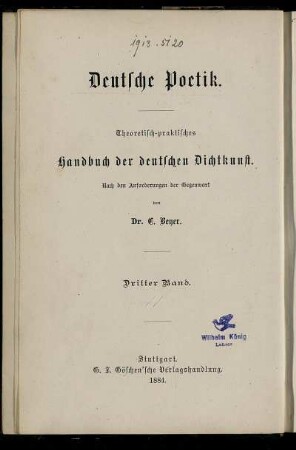 1913. 5120
Deutsche Poetik.
Theoretisch-praktisches
Handbuch der deutschen Dichtkunst.
Nach den Anforderungen der Gegenwart
von
Dr. C. Beyer.
Dritter Band.
Wilhelm König
Lehrer
Stuttgart.
G. J. Göschen'sche Verlagshandlung.
1884.